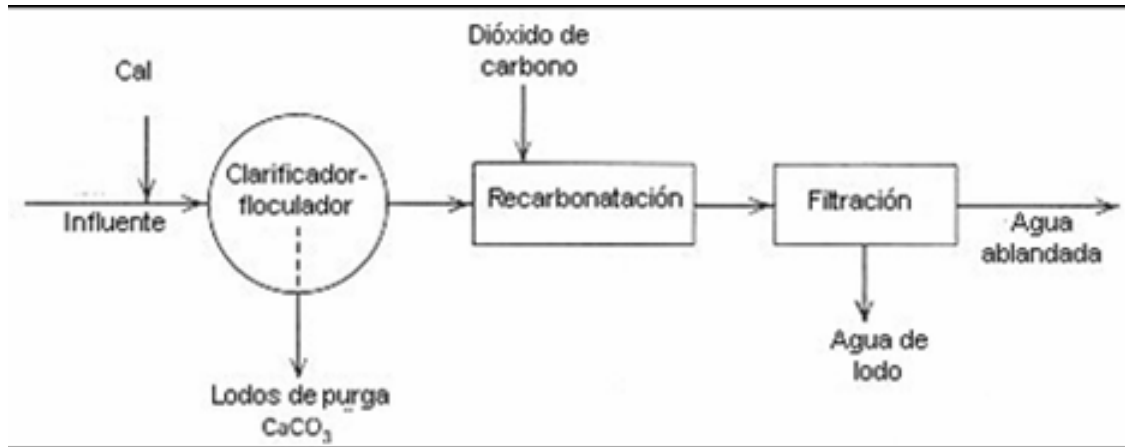 Cal
Dióxido de
carbono
Influente
Clarificador-
floculador
Recarbonatación
Filtración
Agua
ablandada
Lodos de purga
CaCO₃
Agua de
lodo